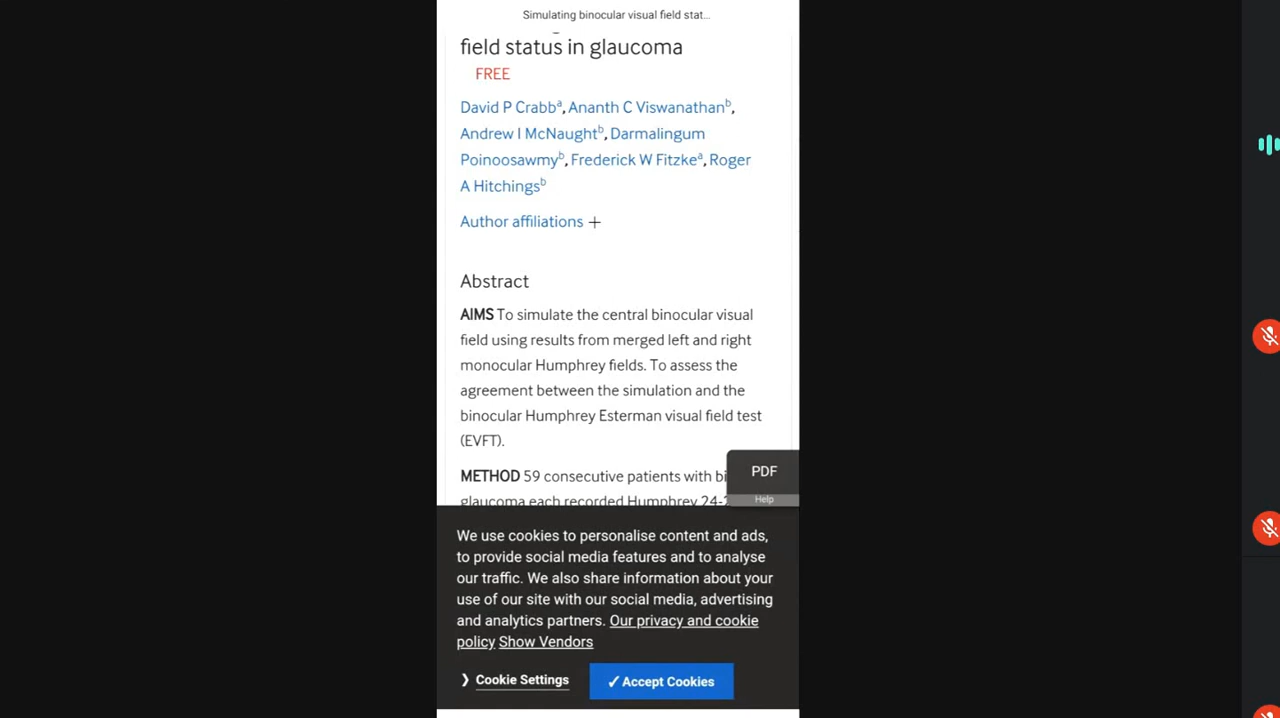 Simulating binocular visual field stat...
field status in glaucoma
FREE
David P Crabbᵃ, Ananth C Viswanathanᵇ,
Andrew I McNaughtᵇ, Darmalingum
Poinoosawmyᵇ, Frederick W Fitzkeᵃ, Roger
A Hitchingsᵇ
Author affiliations +
Abstract
AIMS To simulate the central binocular visual
field using results from merged left and right
monocular Humphrey fields. To assess the
agreement between the simulation and the
binocular Humphrey Esterman visual field test
(EVFT).
METHOD 59 consecutive patients with bi
glaucoma each recorded Humphrey 24-2
PDF
Help
We use cookies to personalise content and ads,
to provide social media features and to analyse
our traffic. We also share information about your
use of our site with our social media, advertising
and analytics partners. Our privacy and cookie
policy Show Vendors
❯ Cookie Settings
✓ Accept Cookies